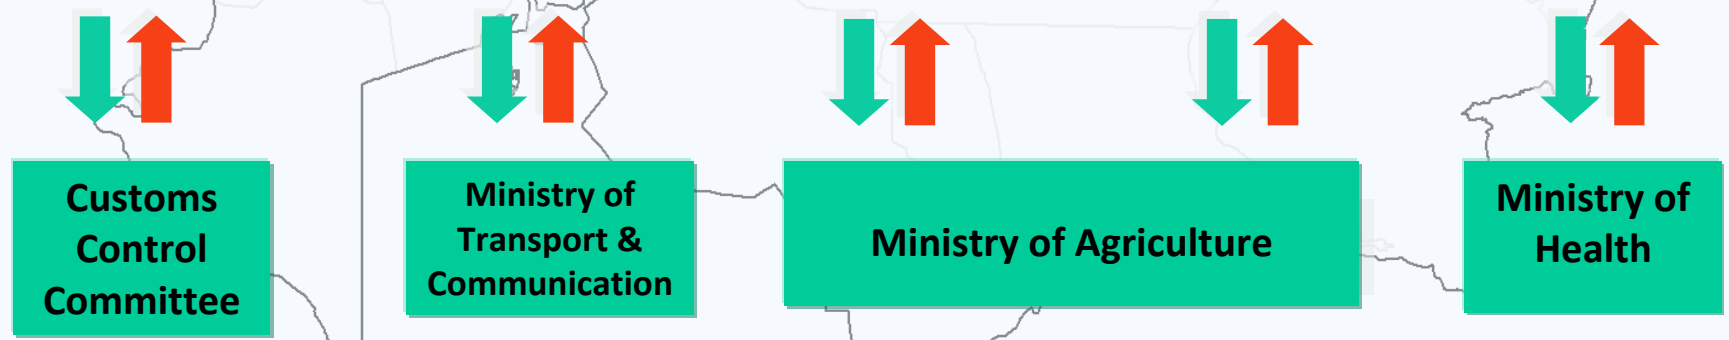 Customs
Control
Committee
Ministry of
Transport &
Communication
Ministry of Agriculture
Ministry of
Health